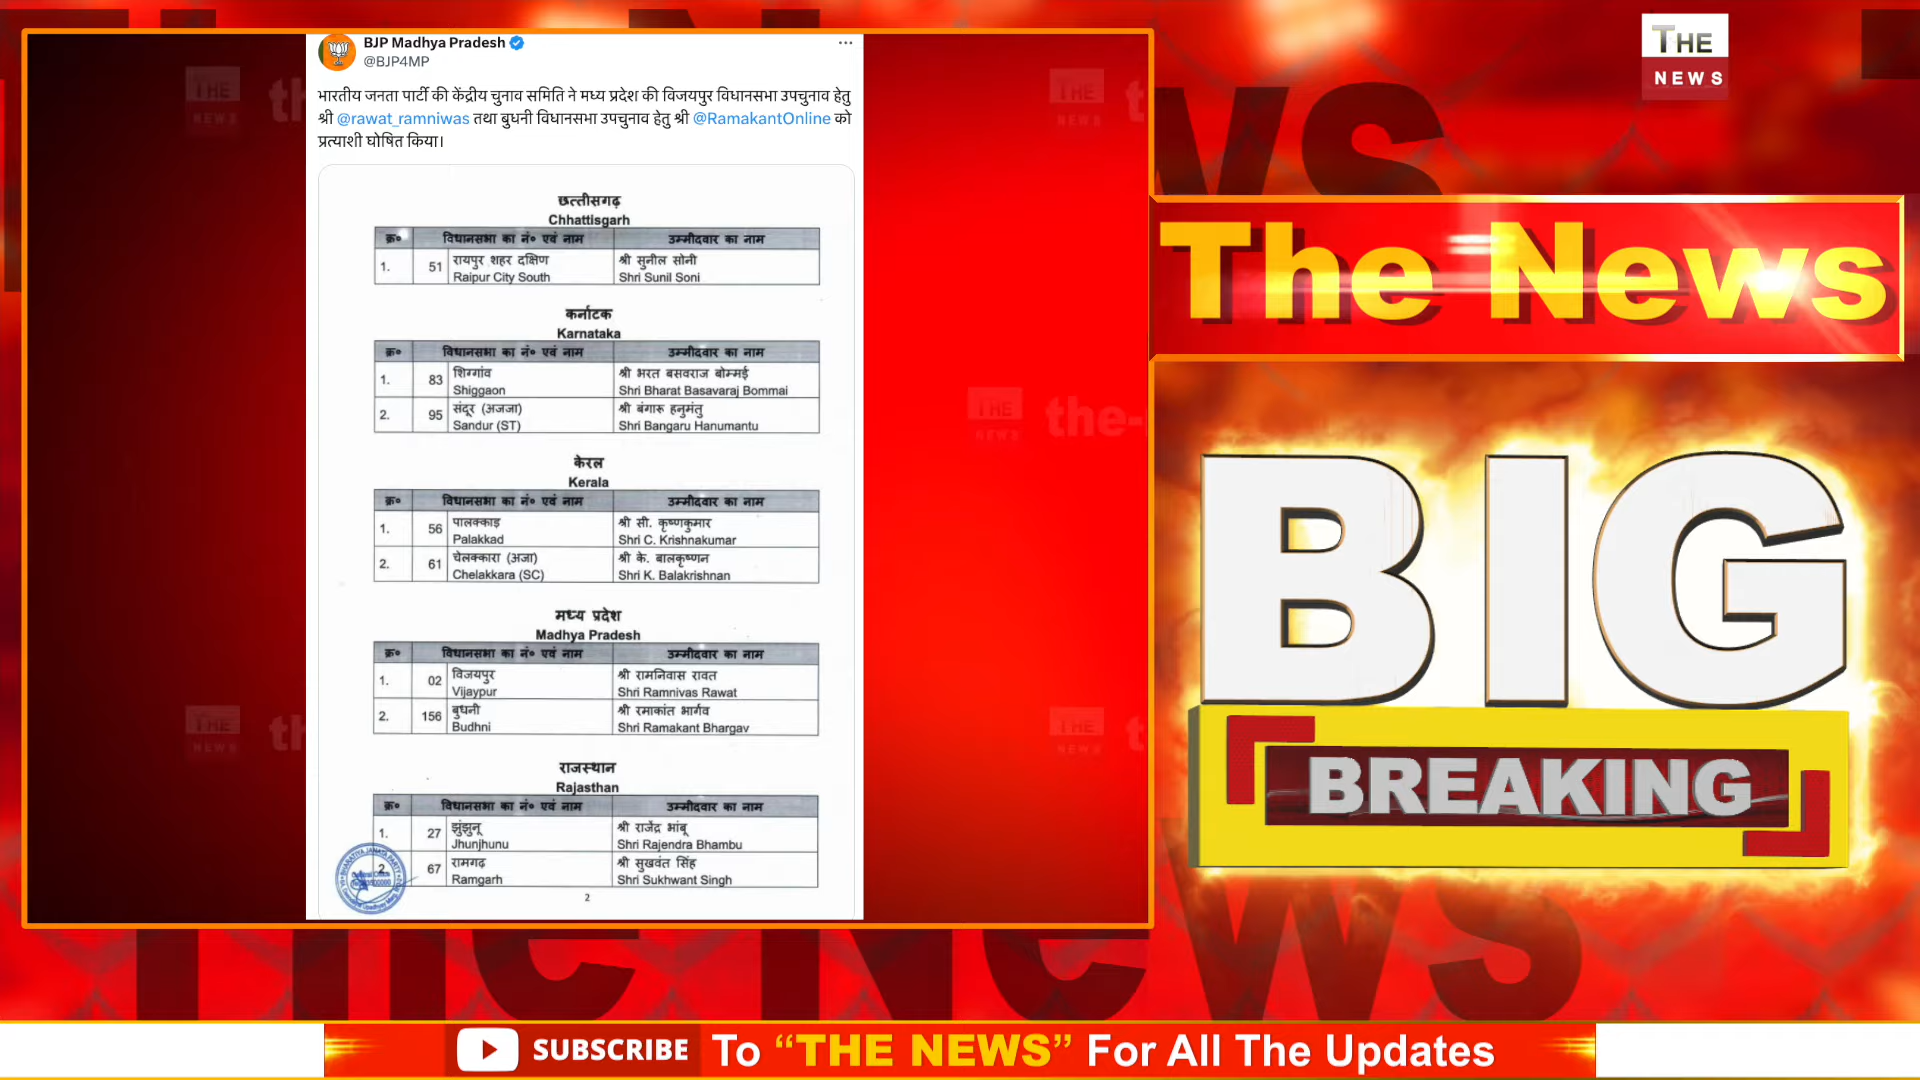 BJP Madhya Pradesh
@BJP4MP
भारतीय जनता पार्टी की केंद्रीय चुनाव समिति ने मध्य प्रदेश की विजयपुर विधानसभा उपचुनाव हेतु
श्री @rawat_ramniwas तथा बुधनी विधानसभा उपचुनाव हेतु श्री @RamakantOnline को
प्रत्याशी घोषित किया।
छत्तीसगढ़
Chhattisgarh
क्र० विधानसभा का नं० एवं नाम उम्मीदवार का नाम
1. 51 रायपुर शहर दक्षिण श्री सुनील सोनी
Raipur City South Shri Sunil Soni
कर्नाटक
Karnataka
क्र० विधानसभा का नं० एवं नाम उम्मीदवार का नाम
1. 83 शिग्गांव श्री भरत बसवराज बोम्मई
Shiggaon Shri Bharat Basavaraj Bommai
2. 95 संदूर (अजजा) श्री बंगारू हनुमंतु
Sandur (ST) Shri Bangaru Hanumantu
केरल
Kerala
क्र० विधानसभा का नं० एवं नाम उम्मीदवार का नाम
1. 56 पालक्काड़ श्री सी. कृष्णकुमार
Palakkad Shri C. Krishnakumar
2. 61 चेलक्कारा (अजा) श्री के. बालकृष्णन
Chelakkara (SC) Shri K. Balakrishnan
मध्य प्रदेश
Madhya Pradesh
क्र० विधानसभा का नं० एवं नाम उम्मीदवार का नाम
1. 02 विजयपुर श्री रामनिवास रावत
Vijaypur Shri Ramnivas Rawat
2. 156 बुधनी श्री रमाकांत भार्गव
Budhni Shri Ramakant Bhargav
राजस्थान
Rajasthan
क्र० विधानसभा का नं० एवं नाम उम्मीदवार का नाम
1. 27 झुंझुनू श्री राजेंद्र भांबू
Jhunjhunu Shri Rajendra Bhambu
2. 67 रामगढ़ श्री सुखवंत सिंह
Ramgarh Shri Sukhwant Singh
2
THE
NEWS
The News
BIG
BREAKING
SUBSCRIBE To “THE NEWS” For All The Updates